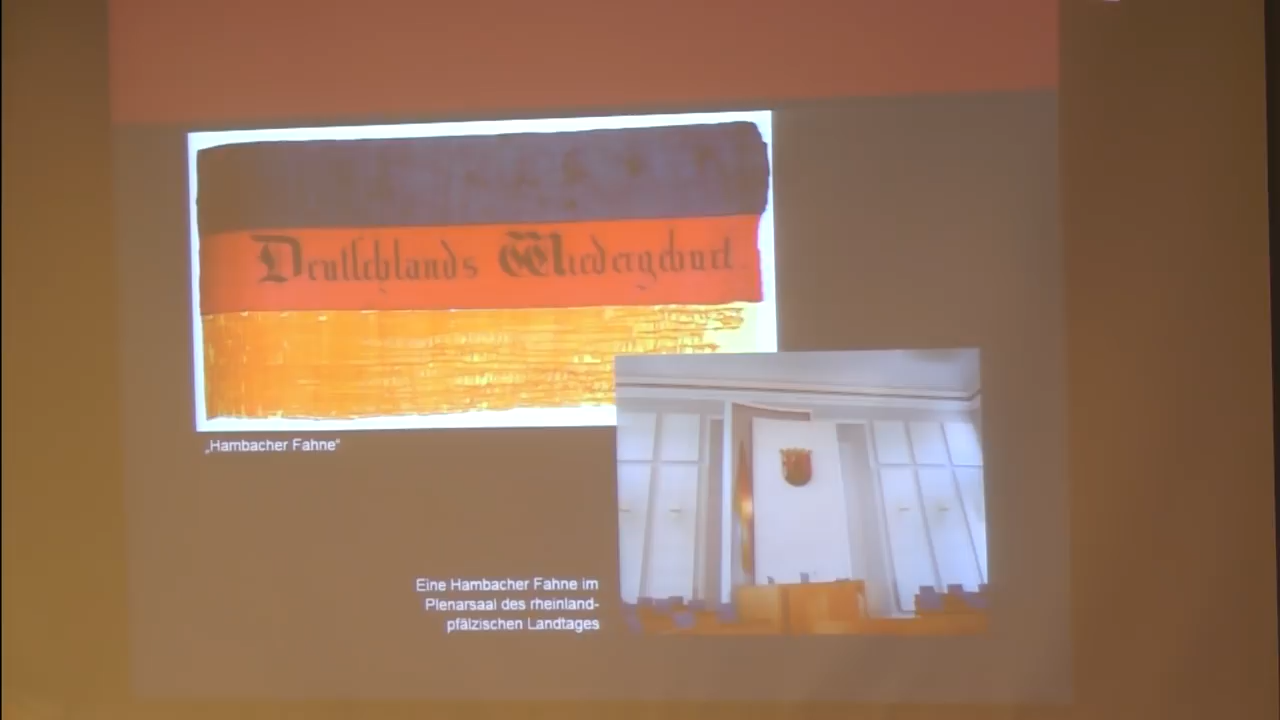 Deutschlands Wiedergeburt
„Hambacher Fahne“
Eine Hambacher Fahne im
Plenarsaal des rheinland-
pfälzischen Landtages